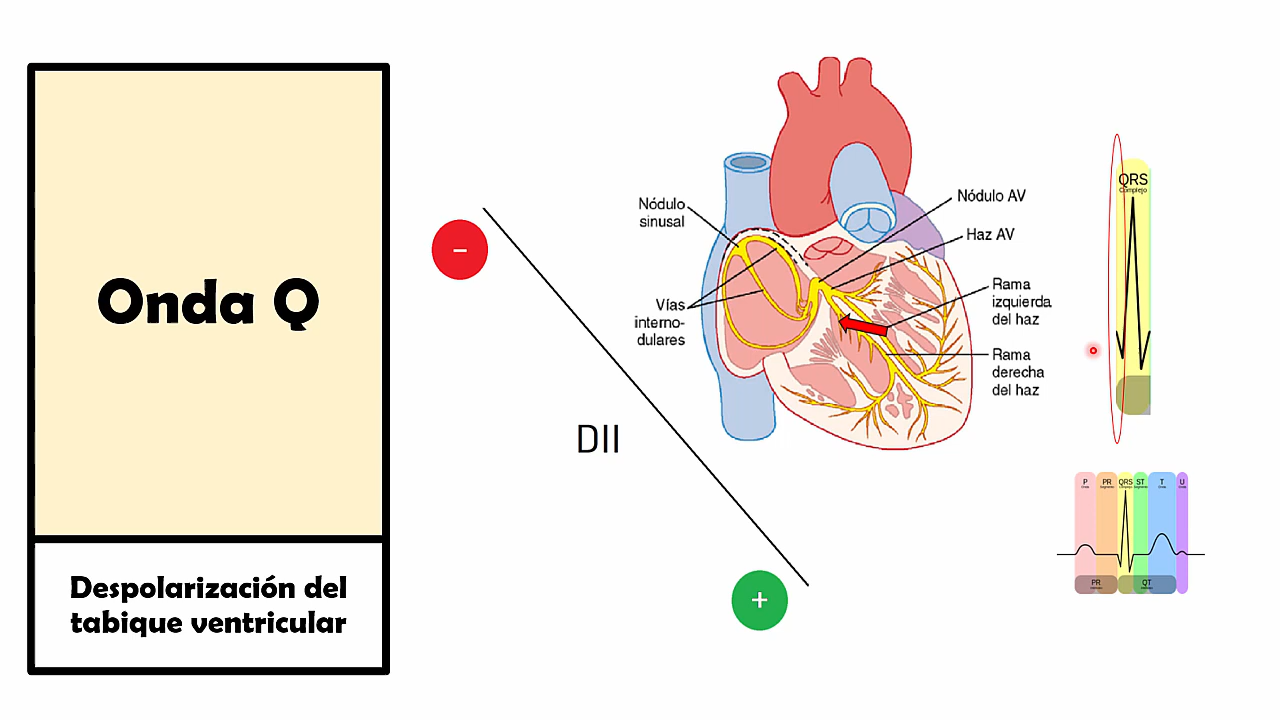 Onda Q
Despolarización del
tabique ventricular
–
DII
+
Nódulo
sinusal
Vías
interno-
dulares
Nódulo AV
Haz AV
Rama
izquierda
del haz
Rama
derecha
del haz
QRS
Complejo
P
PR
QRS
ST
T
U
PR
QT